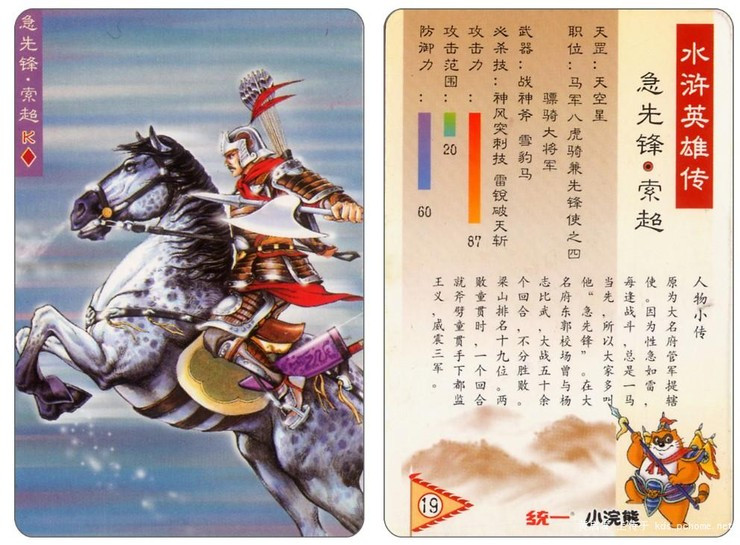 急先锋·索超
K
水浒英雄传
急先锋·索超
天罡：天空星
职位：马军八虎骑兼先锋使之四
骠骑大将军
武器：战神斧 雪豹马
必杀技：神风突刺技 雷锐破天斩
攻击力：
87
攻击范围：
20
防御力：
60
人物小传
原为大名府管军提辖
使。因为性急如雷，
每逢战斗，总是一马
当先，所以大家多叫
他“急先锋”。在大
名府东郭校场曾与杨
志比武，大战五十余
个回合，不分胜败。
梁山排名十九位。两
败童贯时，一个回合
就斧劈童贯手下都监
王义，威震三军。
19
统一 小浣熊
kdt.pchome.net